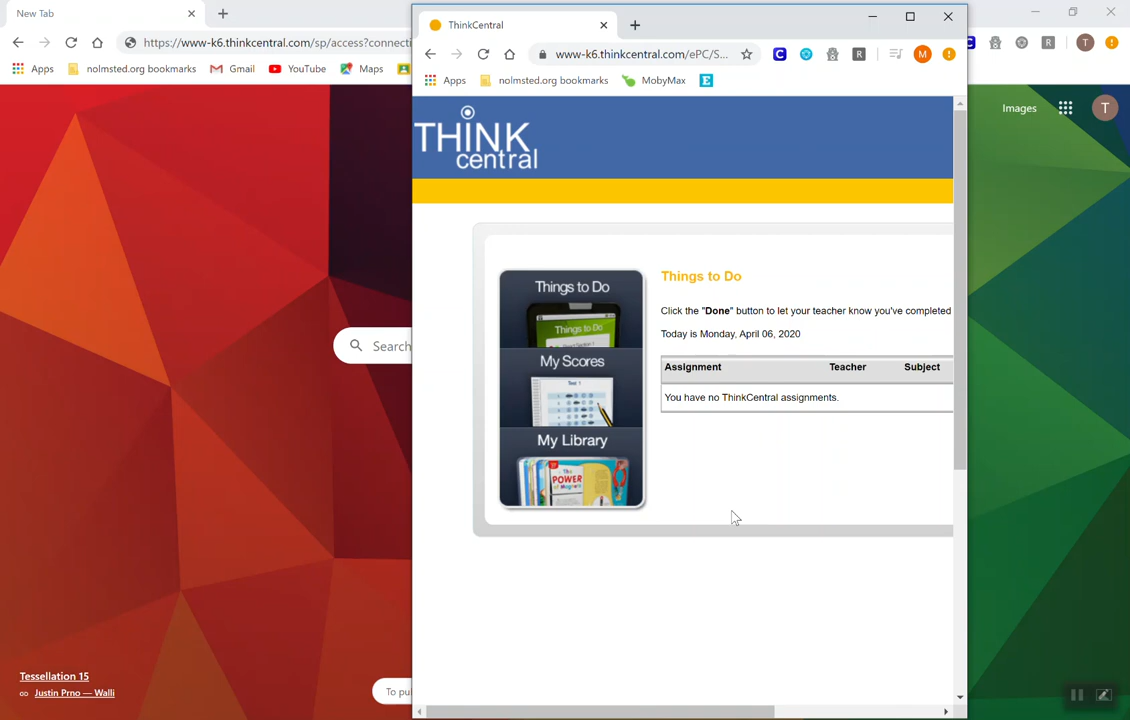 New Tab
https://www-k6.thinkcentral.com/sp/access?connecti
Apps
nolmsted.org bookmarks
Gmail
YouTube
Maps
Images
T
T
R
Search
Tessellation 15
Justin Prno — Walli
To pu
ThinkCentral
www-k6.thinkcentral.com/ePC/S...
C
R
M
Apps
nolmsted.org bookmarks
MobyMax
E
THINK
central
Things to Do
Things to Do
My Scores
Test 1
My Library
POWER
Things to Do
Click the "Done" button to let your teacher know you've completed
Today is Monday, April 06, 2020
Assignment Teacher Subject
You have no ThinkCentral assignments.